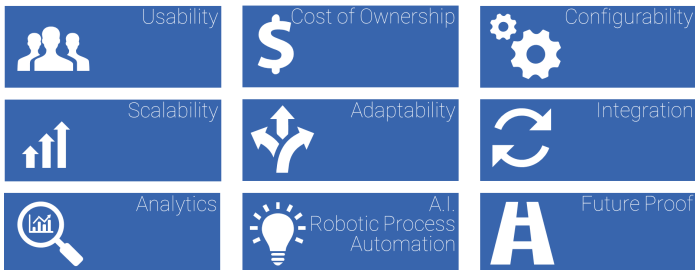 Usability
Cost of Ownership
Configurability
Scalability
Adaptability
Integration
Analytics
A.I.
Robotic Process
Automation
Future Proof